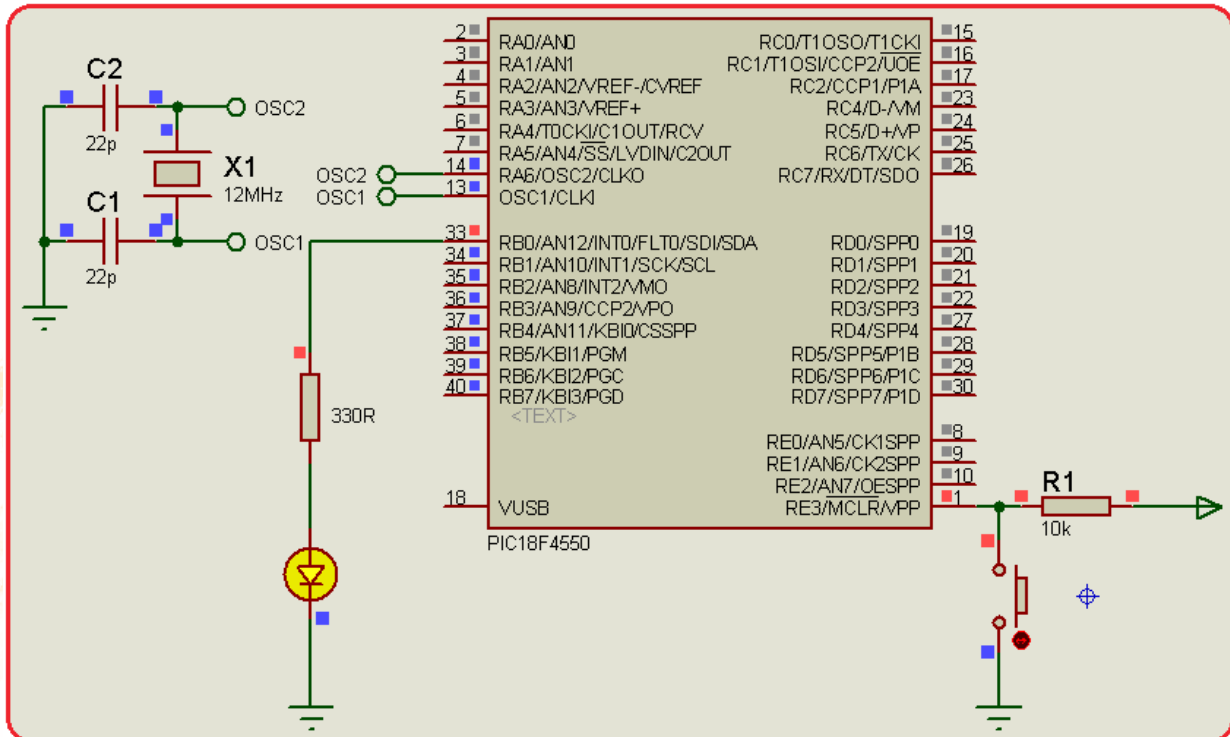 C2
22p
OSC2
X1
12MHz
C1
22p
OSC1
OSC2
OSC1
2 RA0/AN0
3 RA1/AN1
4 RA2/AN2/VREF-/CVREF
5 RA3/AN3/VREF+
6 RA4/T0CKI/C1OUT/RCV
7 RA5/AN4/SS/LVDIN/C2OUT
14 RA6/OSC2/CLKO
13 OSC1/CLKI
33 RB0/AN12/INT0/FLT0/SDI/SDA
34 RB1/AN10/INT1/SCK/SCL
35 RB2/AN8/INT2/VMO
36 RB3/AN9/CCP2/VPO
37 RB4/AN11/KBI0/CSSPP
38 RB5/KBI1/PGM
39 RB6/KBI2/PGC
40 RB7/KBI3/PGD
<TEXT>
18 VUSB
RC0/T1OSO/T1CKI 15
RC1/T1OSI/CCP2/UOE 16
RC2/CCP1/P1A 17
RC4/D-/VM 23
RC5/D+/VP 24
RC6/TX/CK 25
RC7/RX/DT/SDO 26
RD0/SPP0 19
RD1/SPP1 20
RD2/SPP2 21
RD3/SPP3 22
RD4/SPP4 27
RD5/SPP5/P1B 28
RD6/SPP6/P1C 29
RD7/SPP7/P1D 30
RE0/AN5/CK1SPP 8
RE1/AN6/CK2SPP 9
RE2/AN7/OESPP 10
RE3/MCLR/VPP 1
PIC18F4550
330R
R1
10k